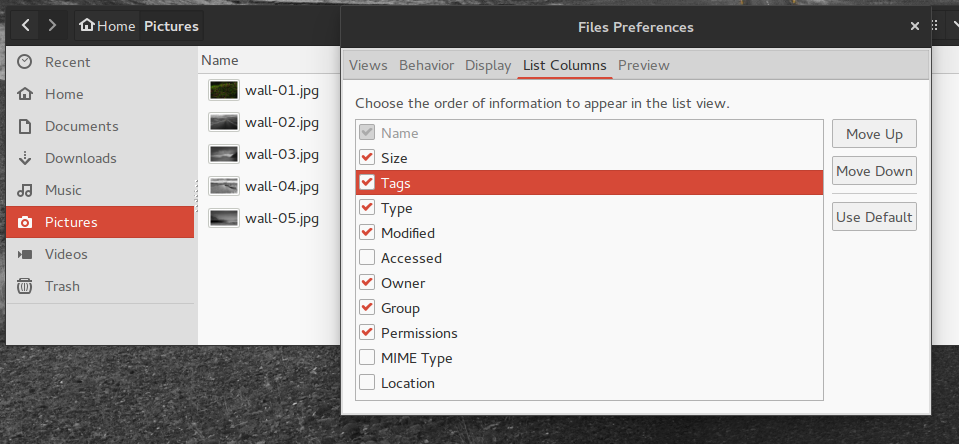 Home Pictures
Recent
Home
Documents
Downloads
Music
Pictures
Videos
Trash
Name
wall-01.jpg
wall-02.jpg
wall-03.jpg
wall-04.jpg
wall-05.jpg
Files Preferences
Views Behavior Display List Columns Preview
Choose the order of information to appear in the list view.
Name
Size
Tags
Type
Modified
Accessed
Owner
Group
Permissions
MIME Type
Location
Move Up
Move Down
Use Default